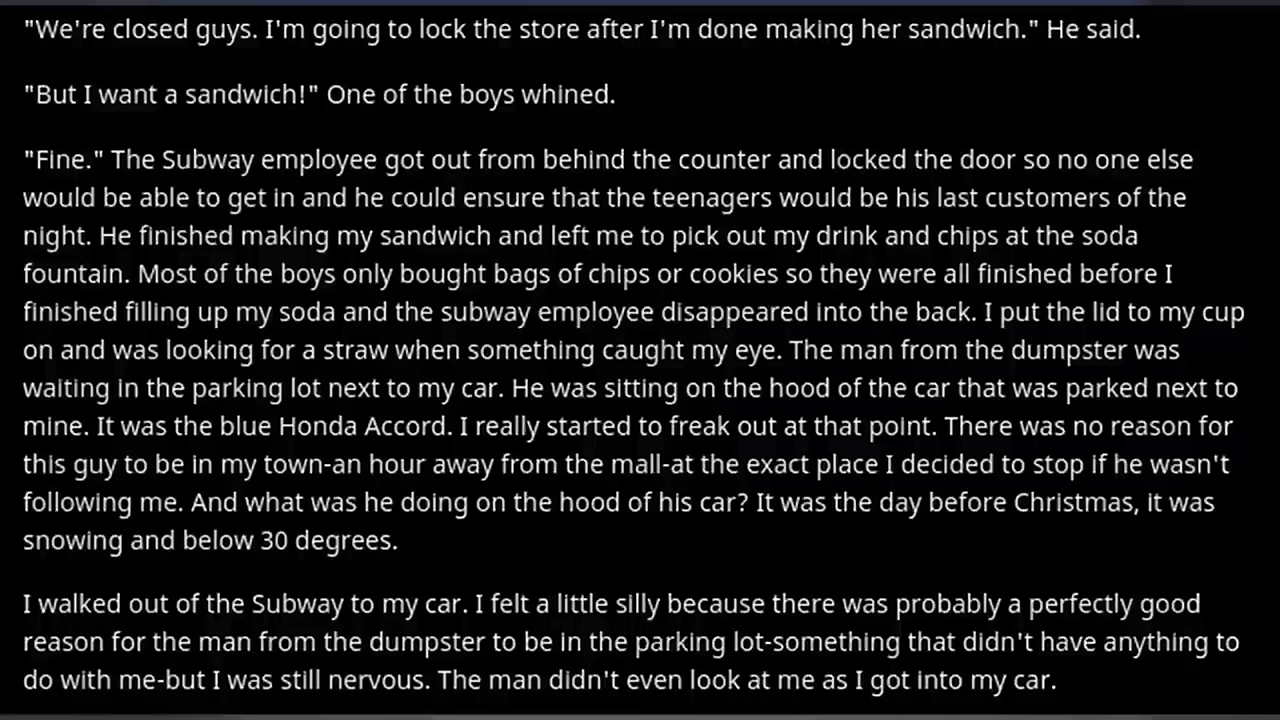 "We're closed guys. I'm going to lock the store after I'm done making her sandwich." He said.
"But I want a sandwich!" One of the boys whined.
"Fine." The Subway employee got out from behind the counter and locked the door so no one else
would be able to get in and he could ensure that the teenagers would be his last customers of the
night. He finished making my sandwich and left me to pick out my drink and chips at the soda
fountain. Most of the boys only bought bags of chips or cookies so they were all finished before I
finished filling up my soda and the subway employee disappeared into the back. I put the lid to my cup
on and was looking for a straw when something caught my eye. The man from the dumpster was
waiting in the parking lot next to my car. He was sitting on the hood of the car that was parked next to
mine. It was the blue Honda Accord. I really started to freak out at that point. There was no reason for
this guy to be in my town-an hour away from the mall-at the exact place I decided to stop if he wasn't
following me. And what was he doing on the hood of his car? It was the day before Christmas, it was
snowing and below 30 degrees.
I walked out of the Subway to my car. I felt a little silly because there was probably a perfectly good
reason for the man from the dumpster to be in the parking lot-something that didn't have anything to
do with me-but I was still nervous. The man didn't even look at me as I got into my car.